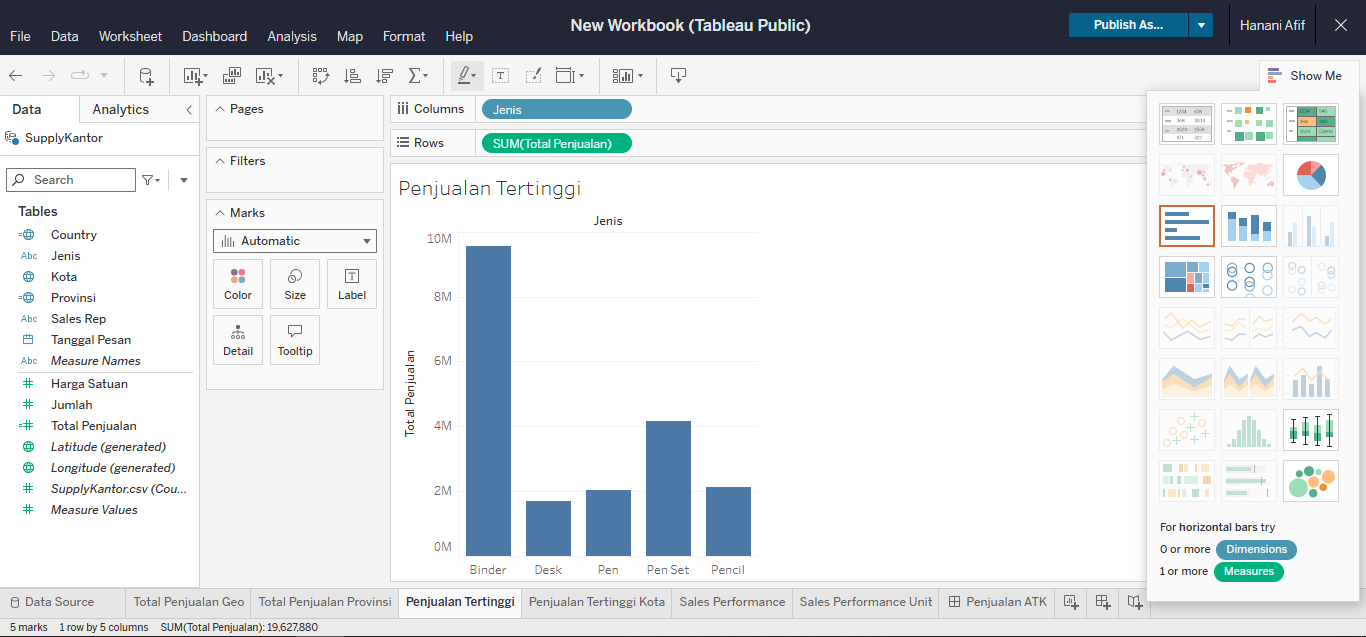 New Workbook (Tableau Public)
Publish As...
Hanani Afif
File Data Worksheet Dashboard Analysis Map Format Help
Show Me
Data Analytics
SupplyKantor
Search
Tables
Country
Abc Jenis
Kota
Provinsi
Abc Sales Rep
Tanggal Pesan
Abc Measure Names
Harga Satuan
Jumlah
Total Penjualan
Latitude (generated)
Longitude (generated)
SupplyKantor.csv (Cou...
Measure Values
Pages
Filters
Marks
Automatic
Color Size Label
Detail Tooltip
Columns Jenis
Rows SUM(Total Penjualan)
Penjualan Tertinggi
Jenis
10M
8M
6M
4M
2M
0M
Total Penjualan
Binder Desk Pen Pen Set Pencil
For horizontal bars try
0 or more Dimensions
1 or more Measures
Data Source Total Penjualan Geo Total Penjualan Provinsi Penjualan Tertinggi Penjualan Tertinggi Kota Sales Performance Sales Performance Unit Penjualan ATK
5 marks 1 row by 5 columns SUM(Total Penjualan): 19,627,880